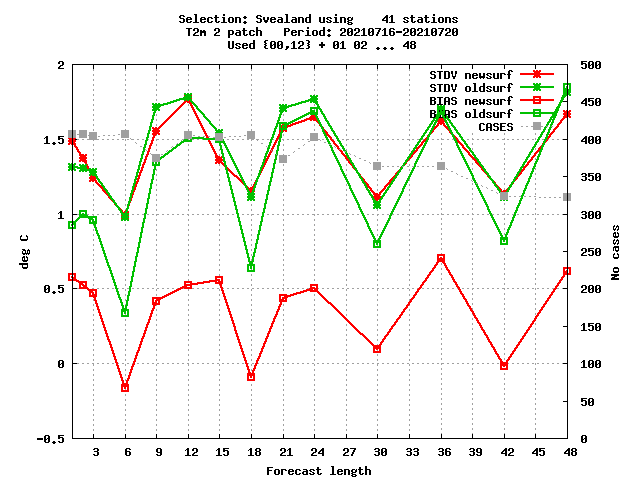 Selection: Svealand using    41 stations
T2m 2 patch   Period: 20210716-20210720
Used {00,12} + 01 02 ... 48
STDV newsurf
STDV oldsurf
BIAS newsurf
BIAS oldsurf
CASES
2
1.5
1
0.5
0
-0.5
deg C
500
450
400
350
300
250
200
150
100
50
0
No cases
3 6 9 12 15 18 21 24 27 30 33 36 39 42 45 48
Forecast length